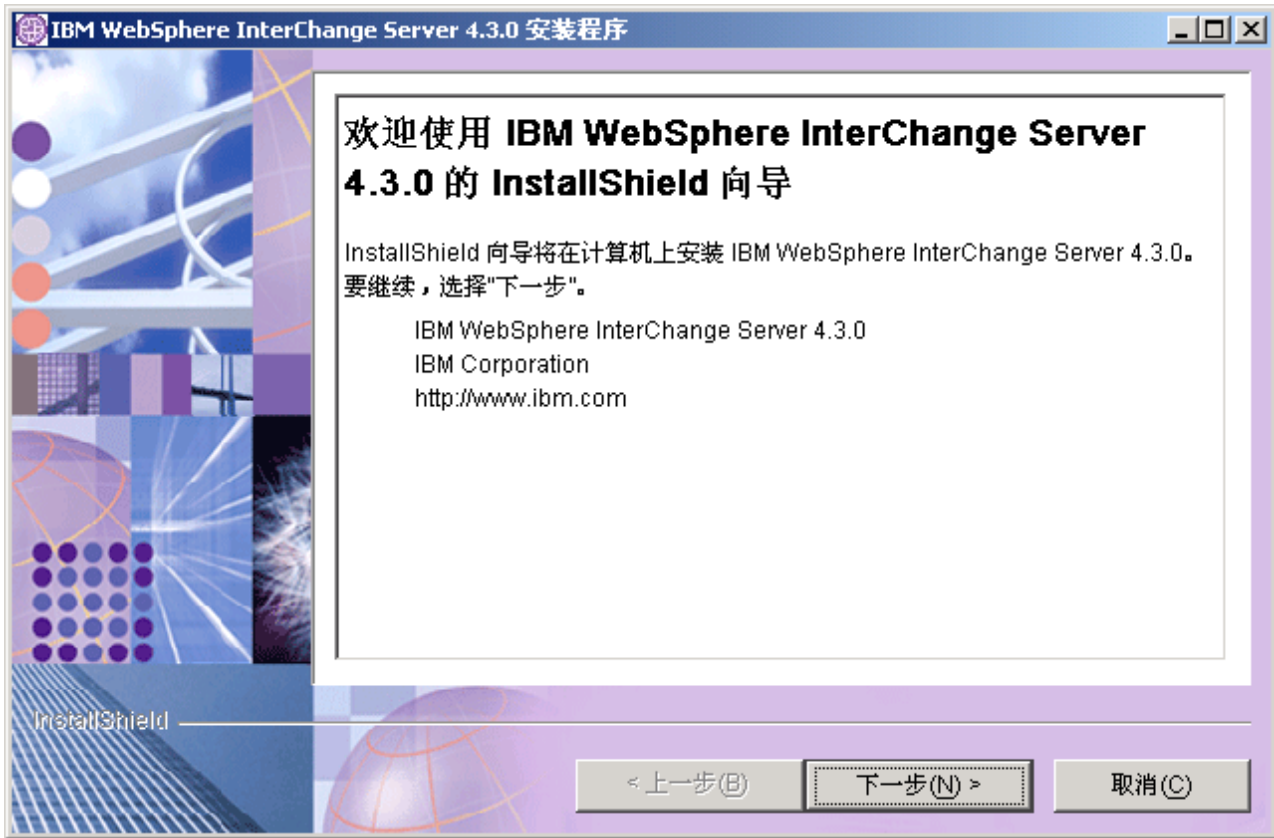 IBM WebSphere InterChange Server 4.3.0 安装程序
欢迎使用 IBM WebSphere InterChange Server
4.3.0 的 InstallShield 向导
InstallShield 向导将在计算机上安装 IBM WebSphere InterChange Server 4.3.0。
要继续，选择"下一步"。
IBM WebSphere InterChange Server 4.3.0
IBM Corporation
http://www.ibm.com
InstallShield
< 上一步(B)
下一步(N) >
取消(C)